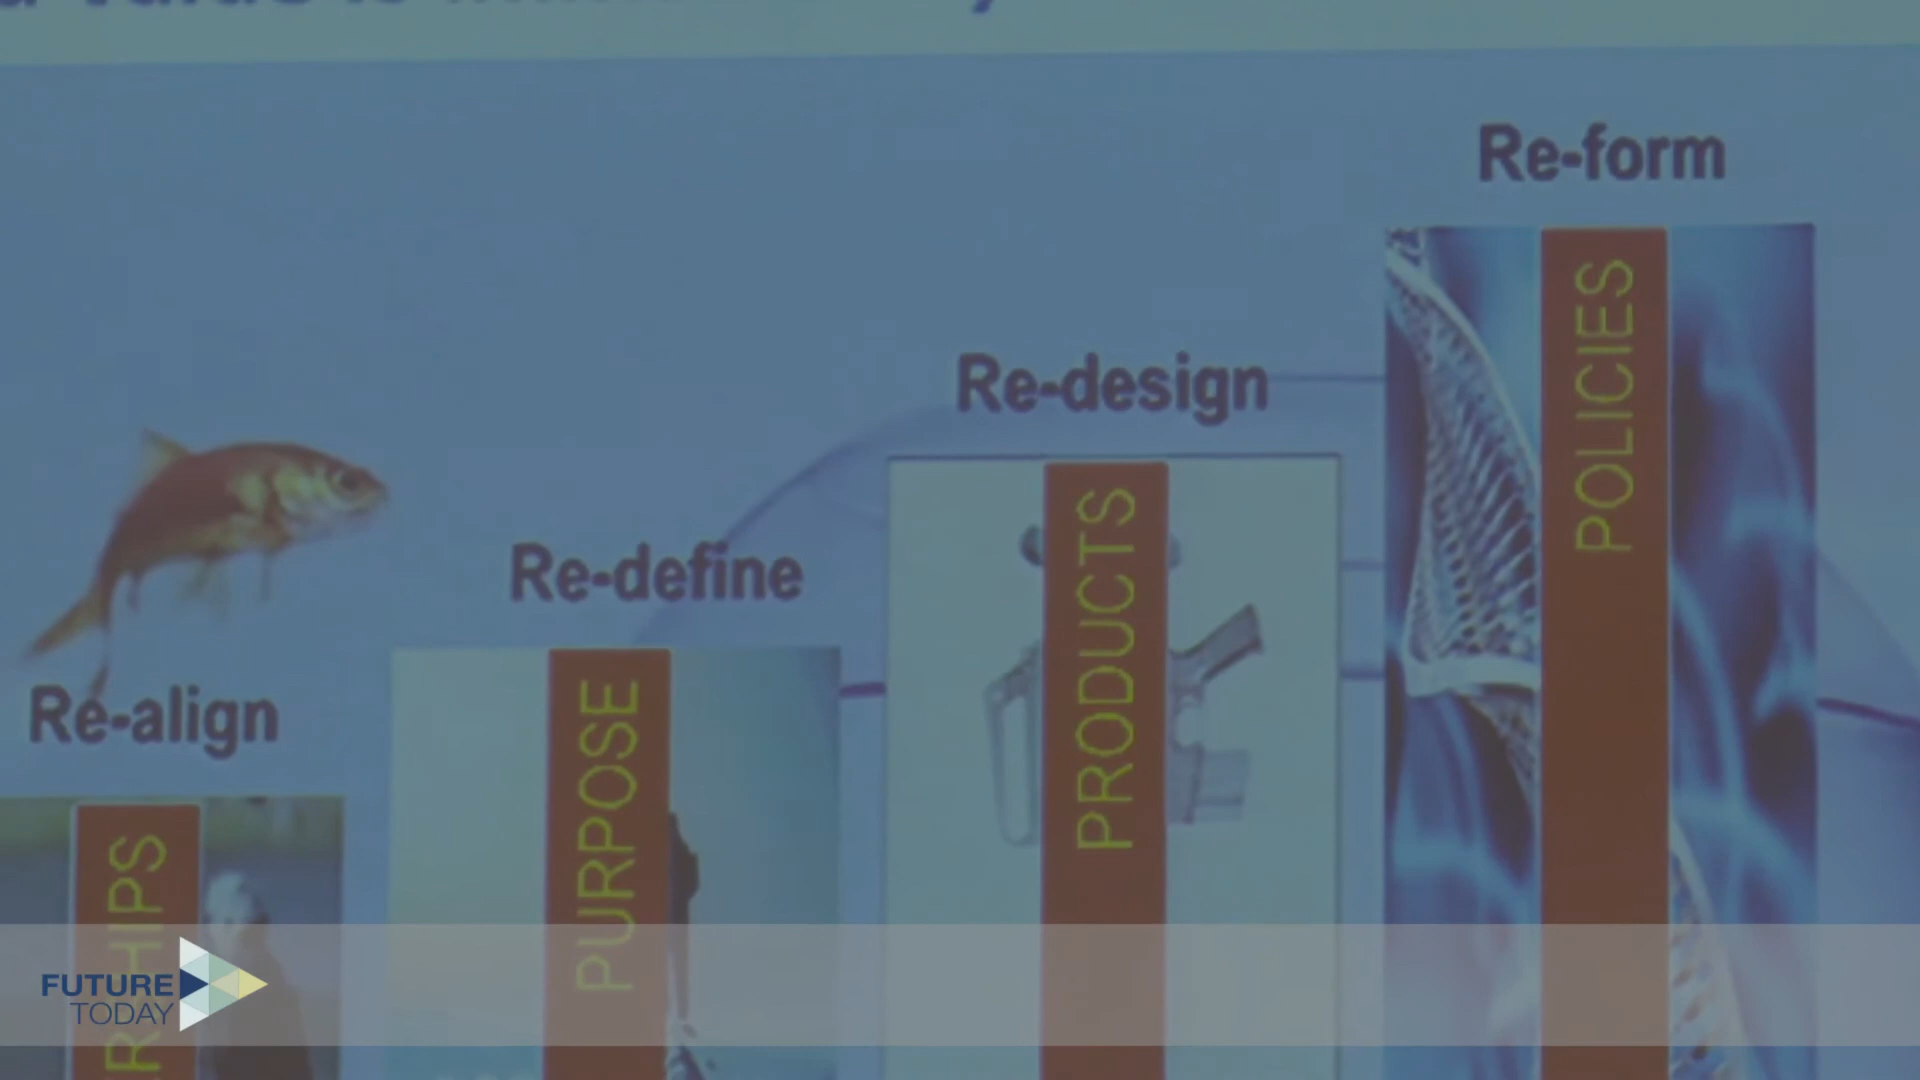 Re-form
POLICIES
Re-design
PRODUCTS
Re-define
PURPOSE
Re-align
FUTURE
TODAY